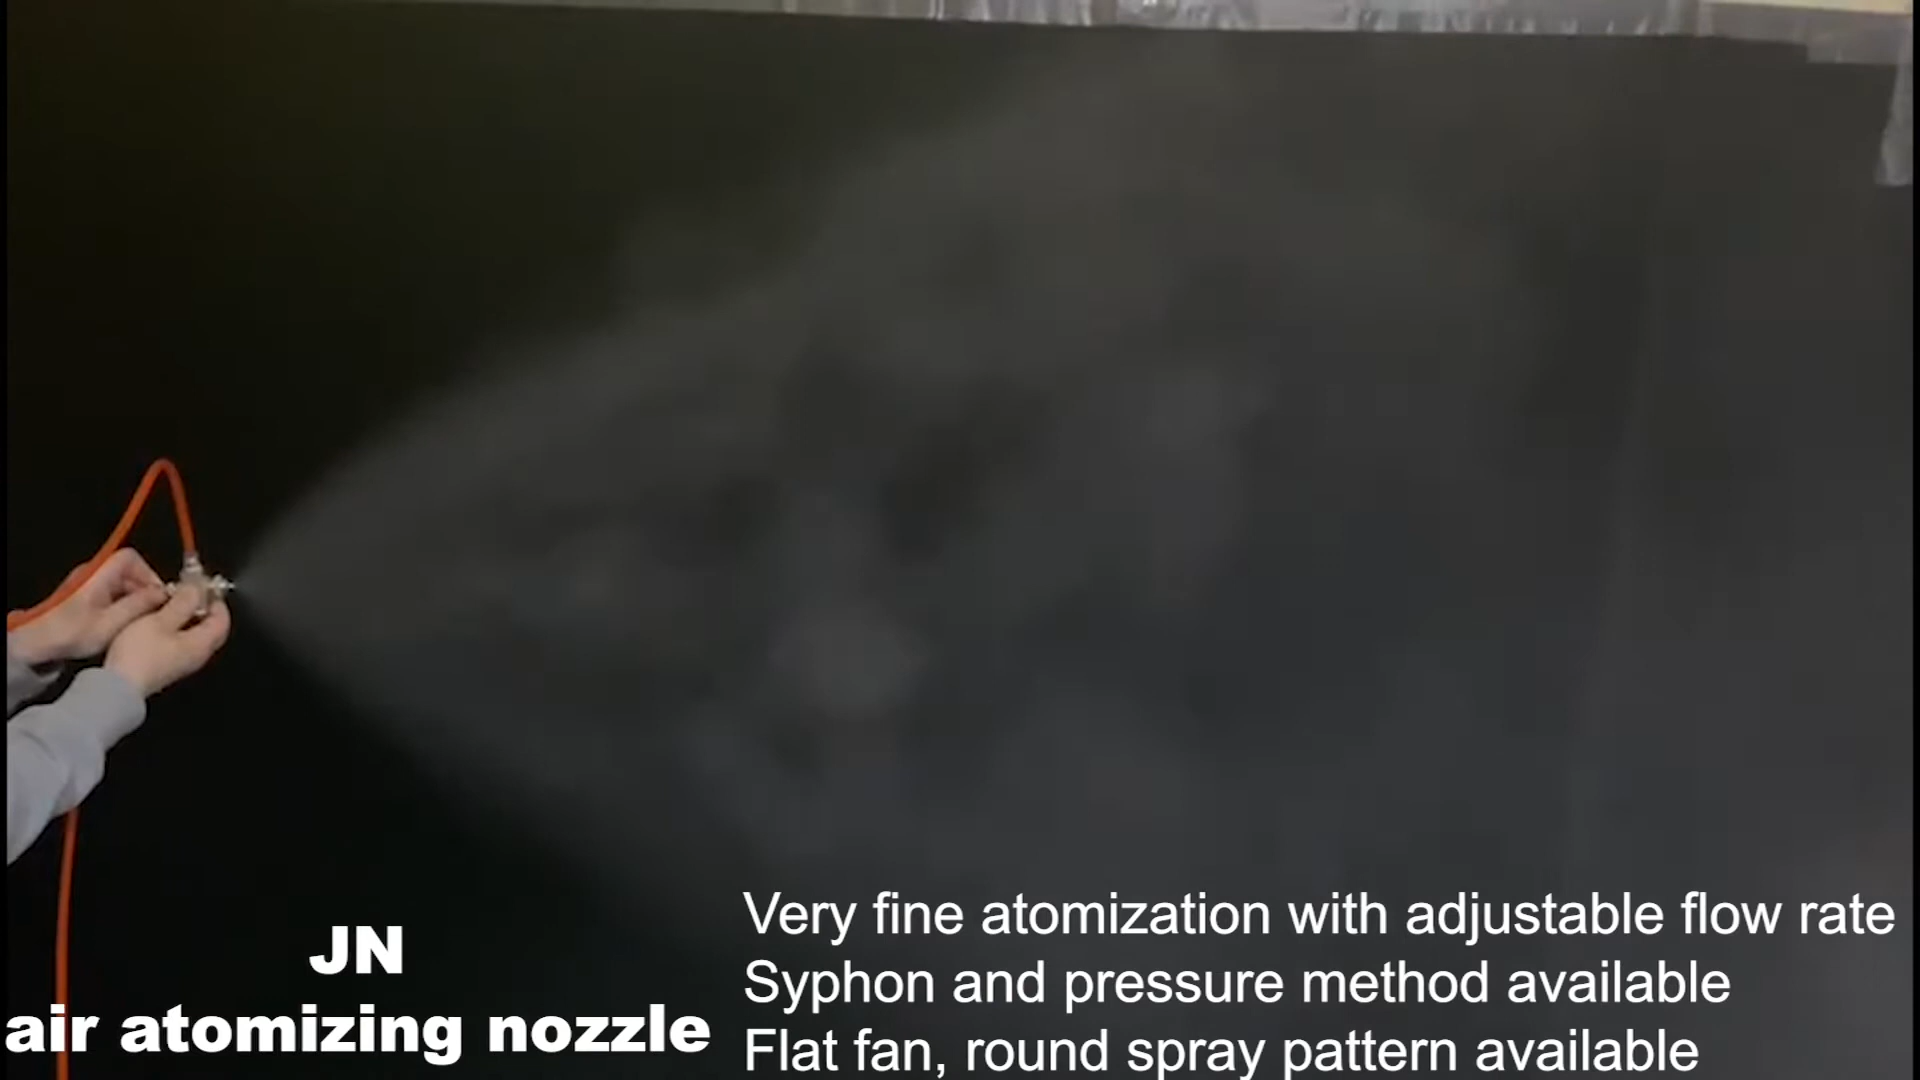 JN
air atomizing nozzle
Very fine atomization with adjustable flow rate
Syphon and pressure method available
Flat fan, round spray pattern available